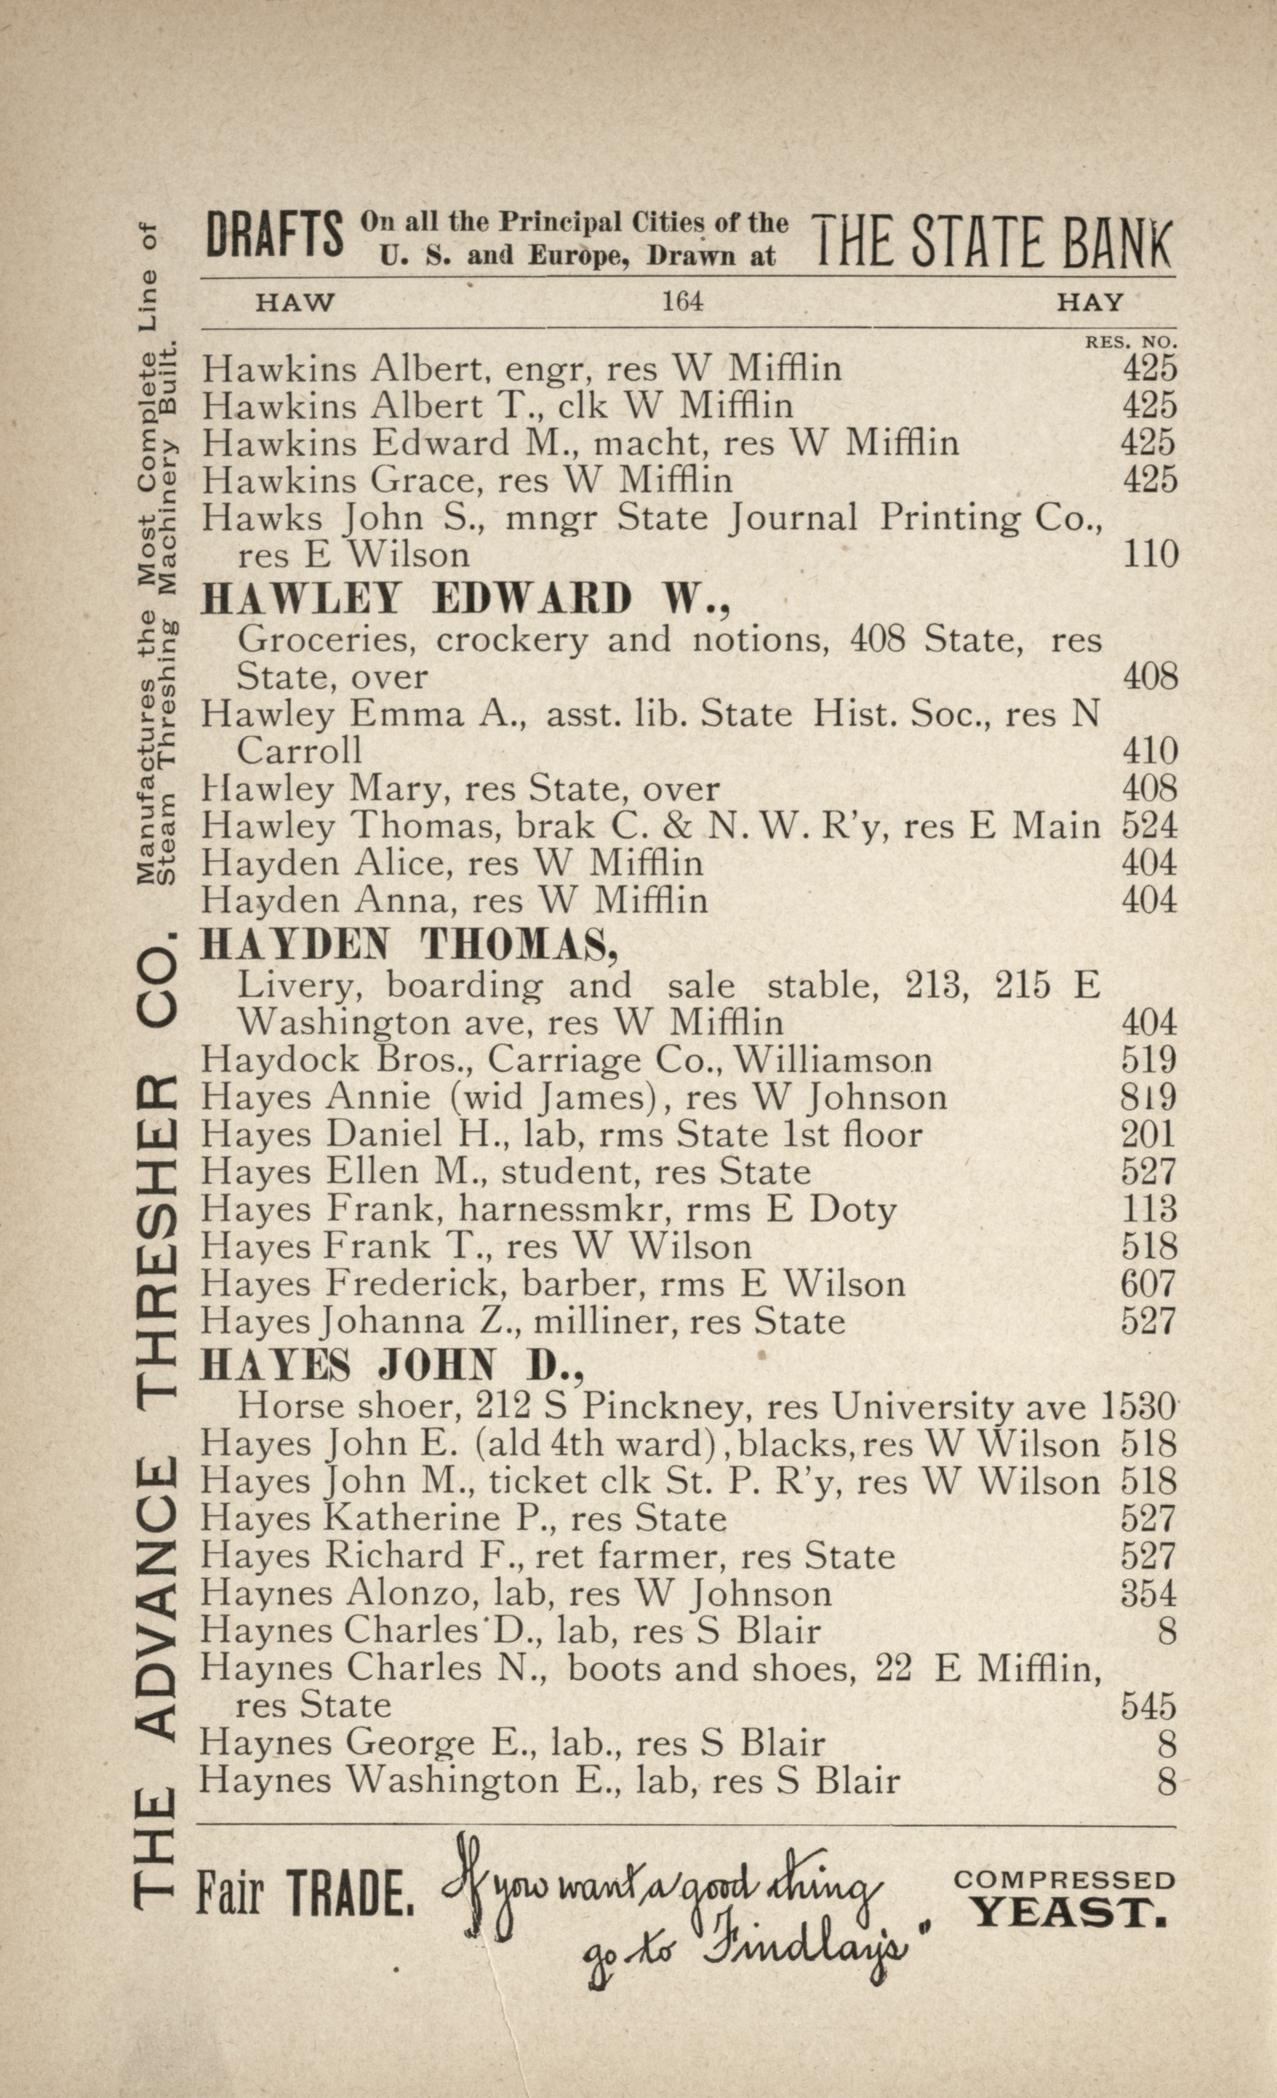 DRAFTS On all the Principal Cities of the U. S. and Europe, Drawn at THE STATE BANK
HAW 164 HAY
RES. NO.
Hawkins Albert, engr, res W Mifflin 425
Hawkins Albert T., clk W Mifflin 425
Hawkins Edward M., macht, res W Mifflin 425
Hawkins Grace, res W Mifflin 425
Hawks John S., mngr State Journal Printing Co.,
res E Wilson 110
HAWLEY EDWARD W.,
Groceries, crockery and notions, 408 State, res
State, over 408
Hawley Emma A., asst. lib. State Hist. Soc., res N
Carroll 410
Hawley Mary, res State, over 408
Hawley Thomas, brak C. & N. W. R'y, res E Main 524
Hayden Alice, res W Mifflin 404
Hayden Anna, res W Mifflin 404
HAYDEN THOMAS,
Livery, boarding and sale stable, 213, 215 E
Washington ave, res W Mifflin 404
Haydock Bros., Carriage Co., Williamson 519
Hayes Annie (wid James), res W Johnson 819
Hayes Daniel H., lab, rms State 1st floor 201
Hayes Ellen M., student, res State 527
Hayes Frank, harnessmkr, rms E Doty 113
Hayes Frank T., res W Wilson 518
Hayes Frederick, barber, rms E Wilson 607
Hayes Johanna Z., milliner, res State 527
HAYES JOHN D.,
Horse shoer, 212 S Pinckney, res University ave 1530
Hayes John E. (ald 4th ward), blacks, res W Wilson 518
Hayes John M., ticket clk St. P. R'y, res W Wilson 518
Hayes Katherine P., res State 527
Hayes Richard F., ret farmer, res State 527
Haynes Alonzo, lab, res W Johnson 354
Haynes Charles D., lab, res S Blair 8
Haynes Charles N., boots and shoes, 22 E Mifflin,
res State 545
Haynes George E., lab., res S Blair 8
Haynes Washington E., lab, res S Blair 8
Fair TRADE. If you want a good thing go to "Findlay's" COMPRESSED YEAST.
THE ADVANCE THRESHER CO. Manufactures the Most Complete Line of
Steam Threshing Machinery Built.